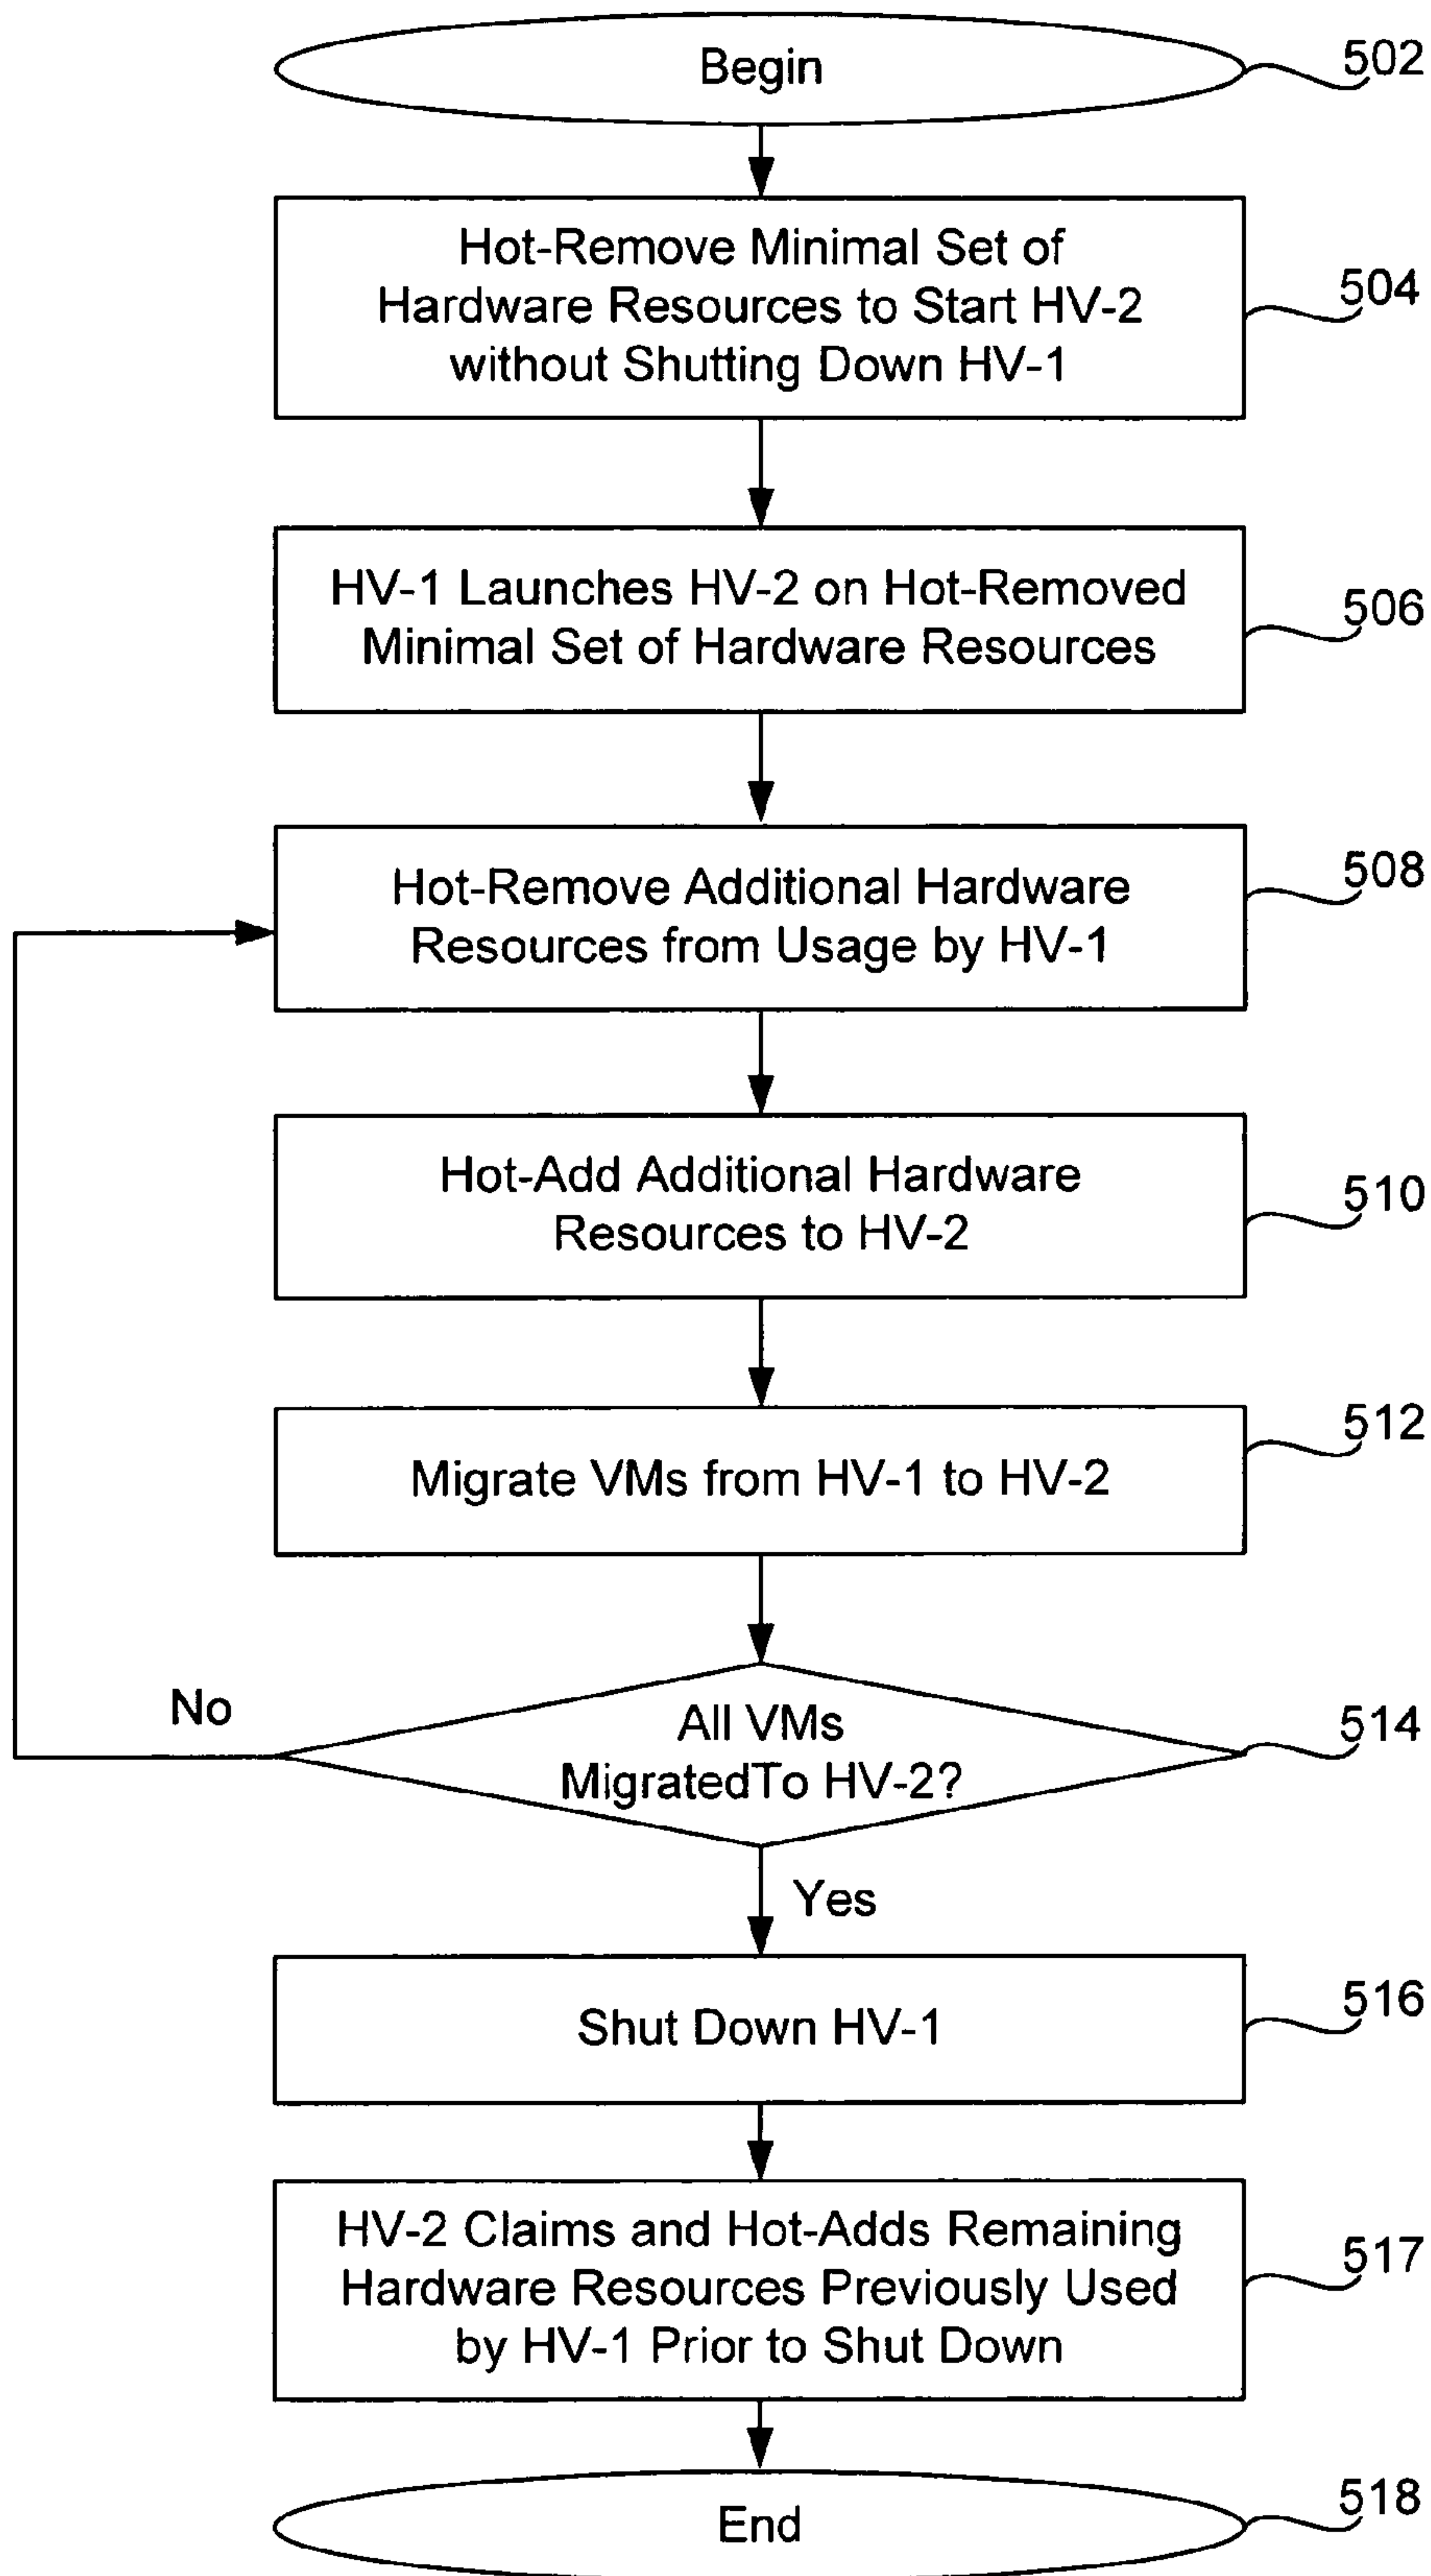 Begin
502
Hot-Remove Minimal Set of
Hardware Resources to Start HV-2
without Shutting Down HV-1
504
HV-1 Launches HV-2 on Hot-Removed
Minimal Set of Hardware Resources
506
Hot-Remove Additional Hardware
Resources from Usage by HV-1
508
Hot-Add Additional Hardware
Resources to HV-2
510
Migrate VMs from HV-1 to HV-2
512
No
All VMs
MigratedTo HV-2?
514
Yes
Shut Down HV-1
516
HV-2 Claims and Hot-Adds Remaining
Hardware Resources Previously Used
by HV-1 Prior to Shut Down
517
End
518